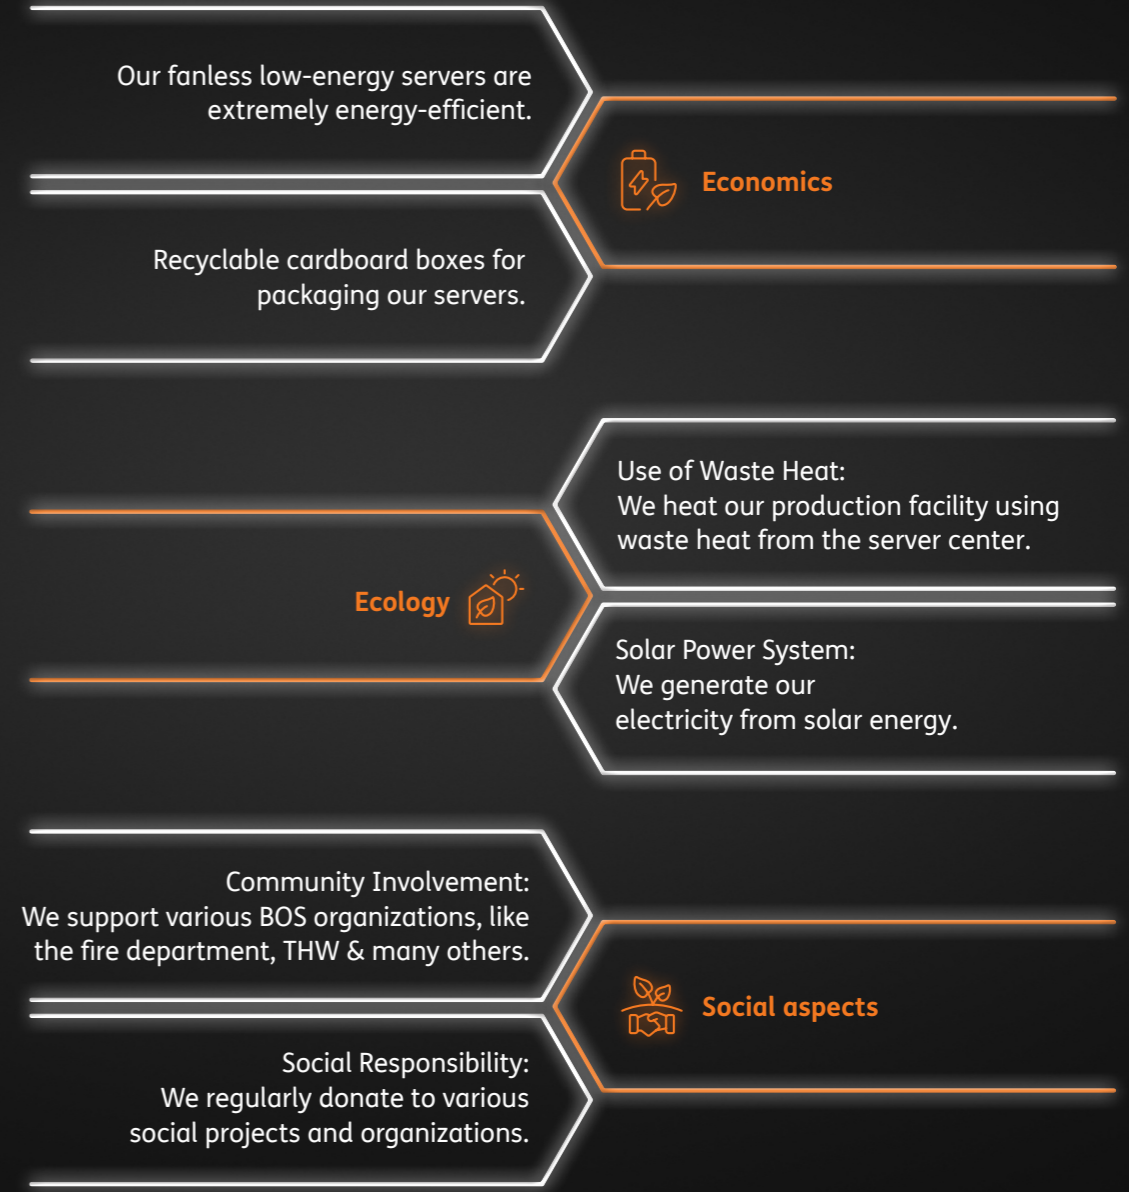 Our fanless low-energy servers are
extremely energy-efficient.
Economics
Recyclable cardboard boxes for
packaging our servers.
Use of Waste Heat:
We heat our production facility using
waste heat from the server center.
Ecology
Solar Power System:
We generate our
electricity from solar energy.
Community Involvement:
We support various BOS organizations, like
the fire department, THW & many others.
Social aspects
Social Responsibility:
We regularly donate to various
social projects and organizations.